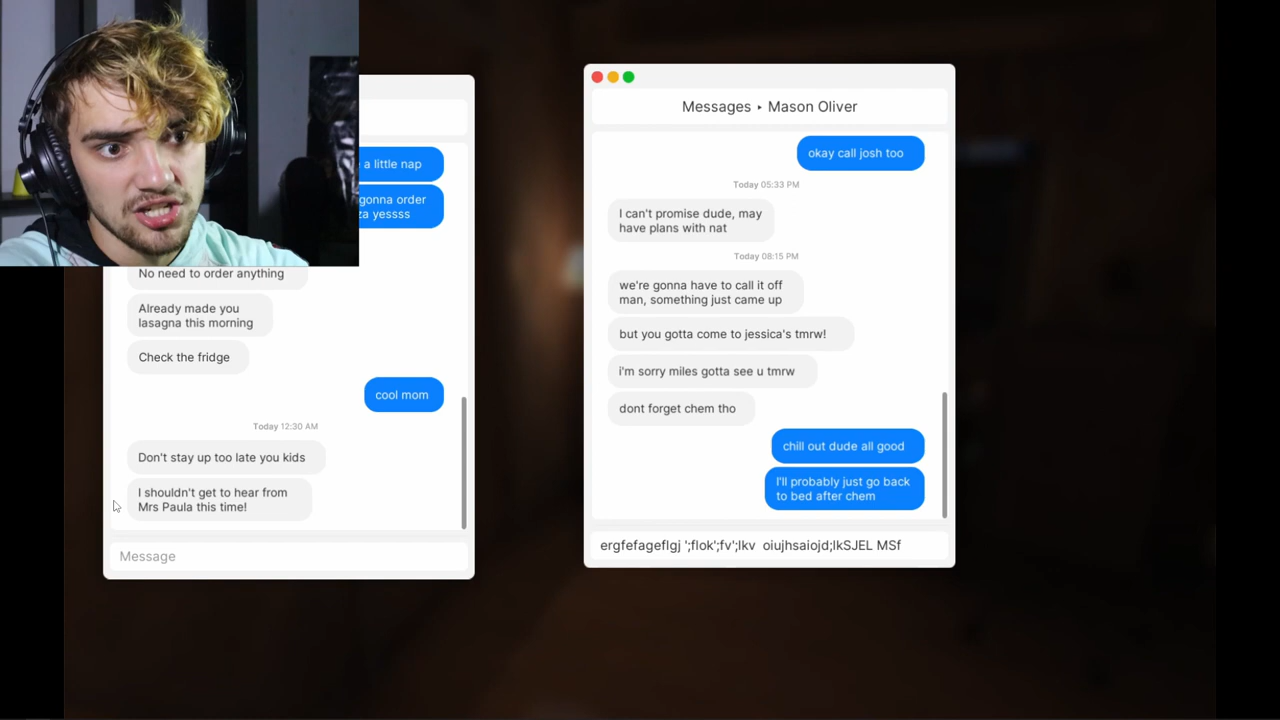 a little nap
gonna order
yessss
No need to order anything
Already made you
lasagna this morning
Check the fridge
cool mom
Today 12:30 AM
Don't stay up too late you kids
I shouldn't get to hear from
Mrs Paula this time!
Message
Messages ‣ Mason Oliver
okay call josh too
Today 05:33 PM
I can't promise dude, may
have plans with nat
Today 08:15 PM
we're gonna have to call it off
man, something just came up
but you gotta come to jessica's tmrw!
i'm sorry miles gotta see u tmrw
dont forget chem tho
chill out dude all good
I'll probably just go back
to bed after chem
ergfefageflgj ';flok';fv';lkv oiujhsaiojd;lkSJEL MSf